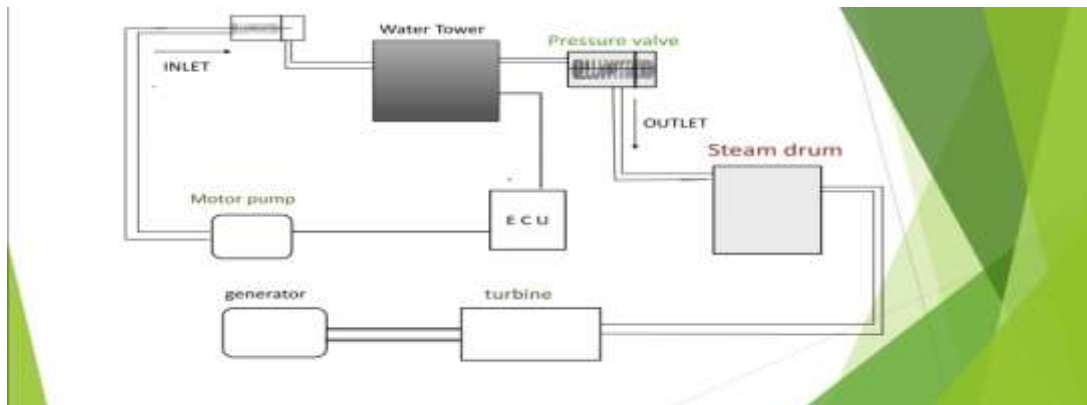 Water Tower
Pressure valve
INLET
OUTLET
Steam drum
Motor pump
E C U
generator
turbine